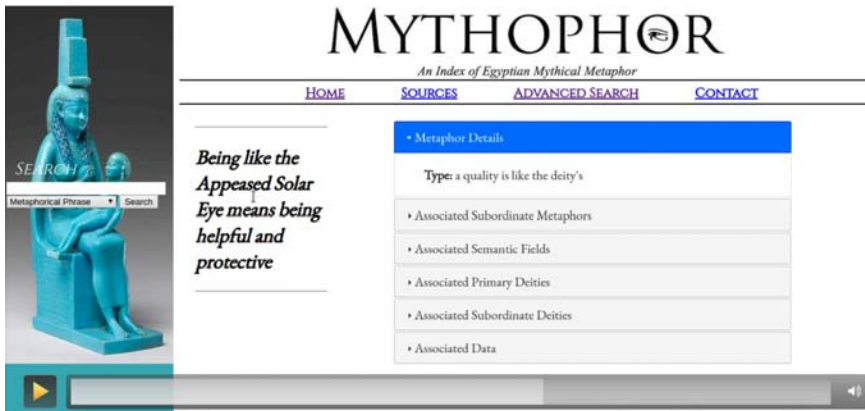 MYTHOPHOR
An Index of Egyptian Mythical Metaphor
HOME SOURCES ADVANCED SEARCH CONTACT
SEARCH
Metaphorical Phrase Search
Being like the
Appeased Solar
Eye means being
helpful and
protective
Metaphor Details
Type: a quality is like the deity's
Associated Subordinate Metaphors
Associated Semantic Fields
Associated Primary Deities
Associated Subordinate Deities
Associated Data